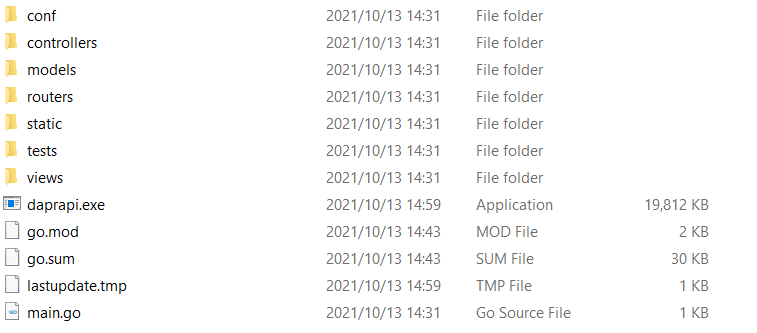 conf 2021/10/13 14:31 File folder
controllers 2021/10/13 14:31 File folder
models 2021/10/13 14:31 File folder
routers 2021/10/13 14:31 File folder
static 2021/10/13 14:31 File folder
tests 2021/10/13 14:31 File folder
views 2021/10/13 14:31 File folder
daprapi.exe 2021/10/13 14:59 Application 19,812 KB
go.mod 2021/10/13 14:43 MOD File 2 KB
go.sum 2021/10/13 14:43 SUM File 30 KB
lastupdate.tmp 2021/10/13 14:59 TMP File 1 KB
main.go 2021/10/13 14:31 Go Source File 1 KB